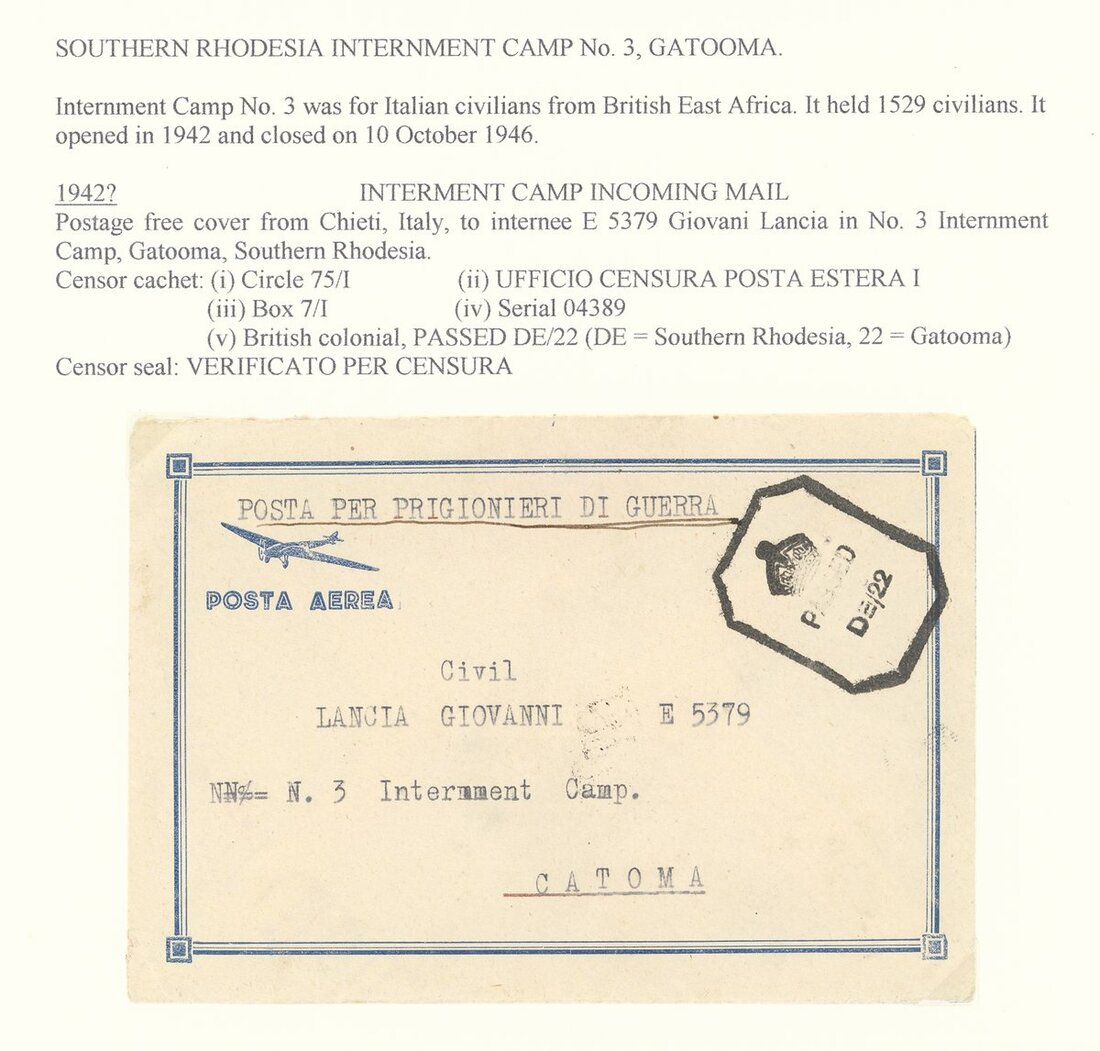 SOUTHERN RHODESIA INTERNMENT CAMP No. 3, GATOOMA.
Internment Camp No. 3 was for Italian civilians from British East Africa. It held 1529 civilians. It
opened in 1942 and closed on 10 October 1946.
1942? INTERMENT CAMP INCOMING MAIL
Postage free cover from Chieti, Italy, to internee E 5379 Giovani Lancia in No. 3 Internment
Camp, Gatooma, Southern Rhodesia.
Censor cachet: (i) Circle 75/I (ii) UFFICIO CENSURA POSTA ESTERA I
(iii) Box 7/I (iv) Serial 04389
(v) British colonial, PASSED DE/22 (DE = Southern Rhodesia, 22 = Gatooma)
Censor seal: VERIFICATO PER CENSURA
POSTA PER PRIGIONIERI DI GUERRA
PASSED
DE/22
POSTA AEREA
Civil
LANCIA GIOVANNI E 5379
N. 3 Intermment Camp.
CATOMA